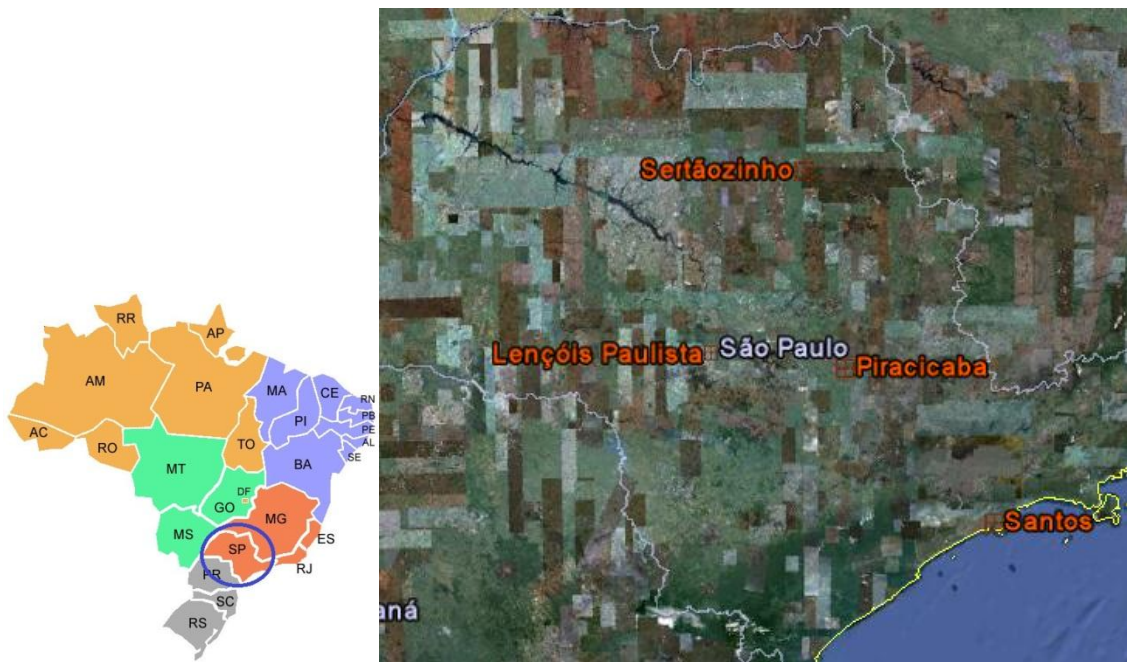 RR
AP
AM
PA
MA
CE
RN
PB
PE
AL
SE
PI
AC
RO
TO
BA
MT
DF
GO
MG
MS
ES
SP
RJ
PR
SC
RS
Sertãozinho
Lençóis Paulista
São Paulo
Piracicaba
Santos
aná